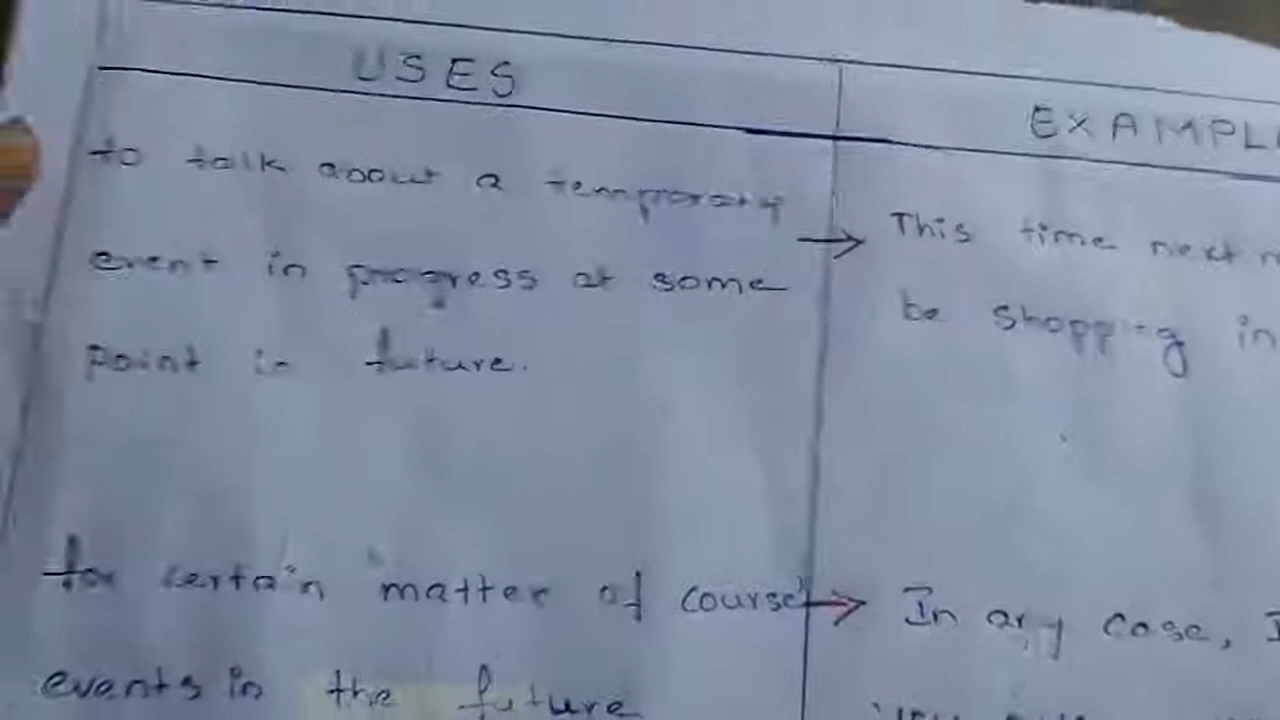 USES
EXAMPL
to talk about a temporary
event in progress at some
point in future.
→ This time next
be shopping in
for certain "matter of course"
events in the future
→ In any case, I